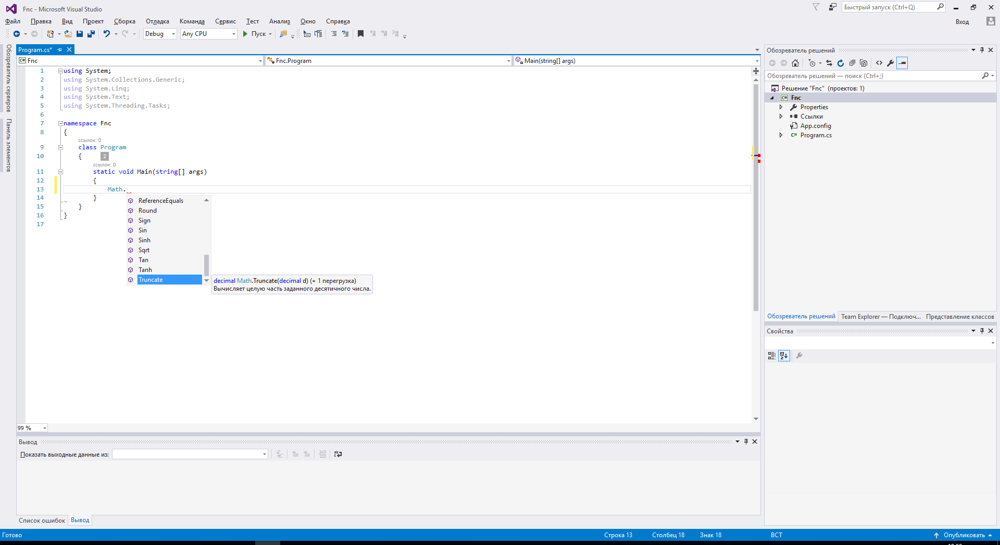 Fnc - Microsoft Visual Studio
Быстрый запуск (Ctrl+Q)
Файл Правка Вид Проект Сборка Отладка Команда Сервис Тест Анализ Окно Справка
Вход
Debug Any CPU Пуск
Обозреватель серверов
Панель элементов
Program.cs*
Fnc Fnc.Program Main(string[] args)
1 using System;
2 using System.Collections.Generic;
3 using System.Linq;
4 using System.Text;
5 using System.Threading.Tasks;
6
7 namespace Fnc
8 {
ссылок: 0
9 class Program
10 { 2
ссылок: 0
11 static void Main(string[] args)
12 {
13 Math.
14 }
15 }
16 }
17
ReferenceEquals
Round
Sign
Sin
Sinh
Sqrt
Tan
Tanh
Truncate
decimal Math.Truncate(decimal d) (+ 1 перегрузка)
Вычисляет целую часть заданного десятичного числа.
99 %
Вывод
Показать выходные данные из:
Список ошибок Вывод
Обозреватель решений
Обозреватель решений — поиск (Ctrl+;)
Решение "Fnc" (проектов: 1)
C# Fnc
Properties
Ссылки
App.config
C# Program.cs
Обозреватель решений Team Explorer — Подключ... Представление классов
Свойства
Готово Строка 13 Столбец 18 Знак 18 ВСТ Опубликовать